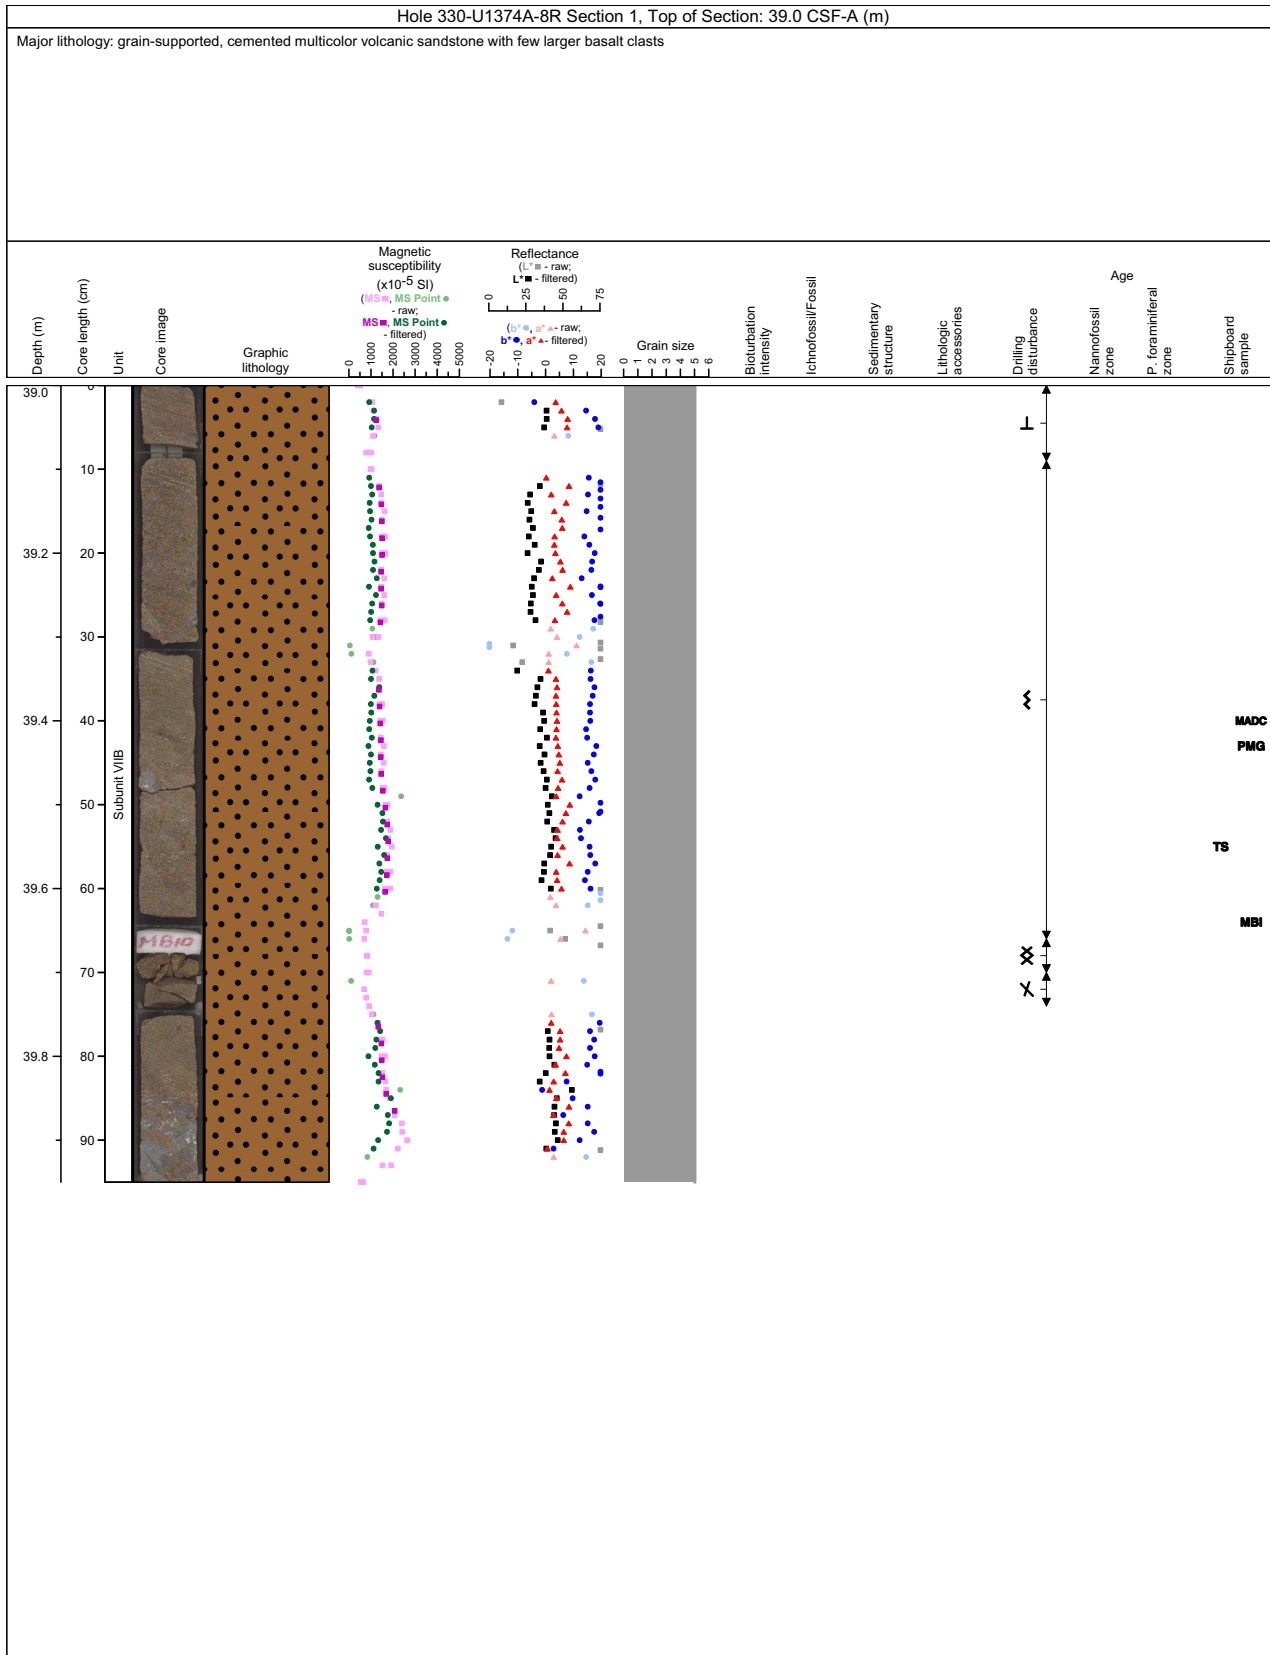 Hole 330-U1374A-8R Section 1, Top of Section: 39.0 CSF-A (m)
Major lithology: grain-supported, cemented multicolor volcanic sandstone with few larger basalt clasts
Depth (m)
Core length (cm)
Unit
Core image
Graphic
lithology
Magnetic
susceptibility
(x10-5 SI)
(MS■, MS Point●
- raw;
MS■, MS Point●
- filtered)
0 1000 2000 3000 4000 5000
Reflectance
(L*■ - raw;
L*■ - filtered)
0 25 50 75
(b*●, a*▲- raw;
b*●, a*▲- filtered)
-20 -10 0 10 20
Grain size
0 1 2 3 4 5 6
Bioturbation
intensity
Ichnofossil/Fossil
Sedimentary
structure
Lithologic
accessories
Drilling
disturbance
Age
Nannofossil
zone
P. foraminiferal
zone
Shipboard
sample
39.0
0
10
39.2
20
30
39.4
40
MADC
PMG
Subunit VIIB
50
TS
39.6
60
MBI
MB10
70
39.8
80
90